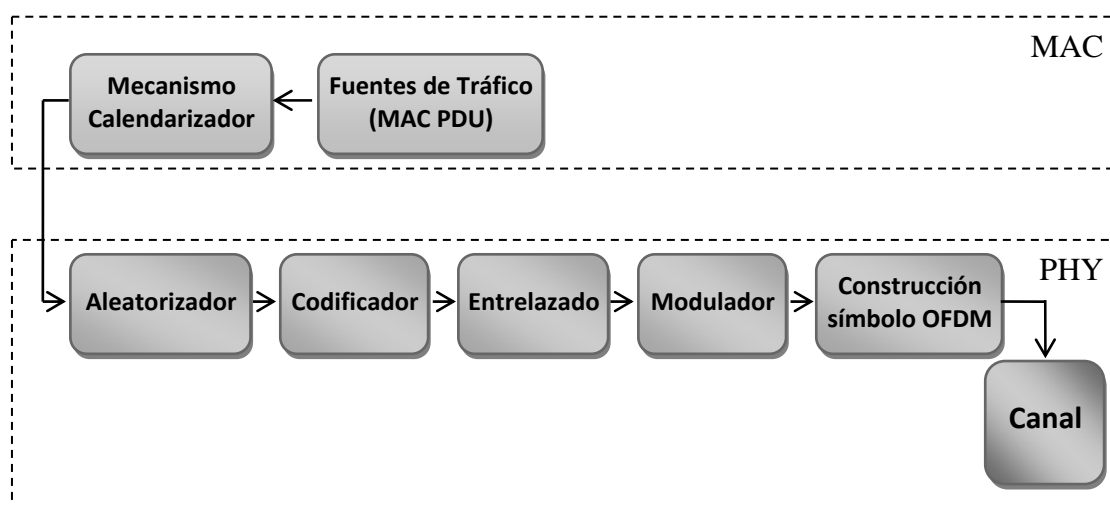 MAC
Mecanismo
Calendarizador
Fuentes de Tráfico
(MAC PDU)
PHY
Aleatorizador
Codificador
Entrelazado
Modulador
Construcción
símbolo OFDM
Canal